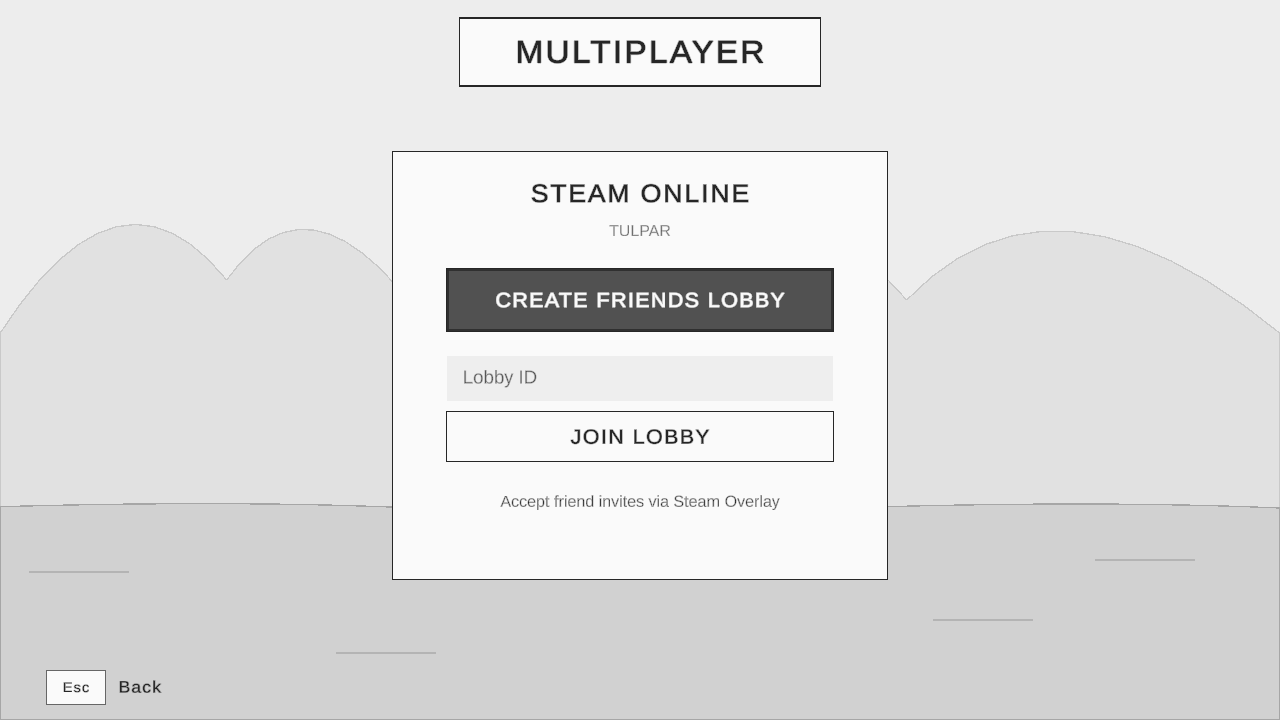 MULTIPLAYER
STEAM ONLINE
TULPAR
CREATE FRIENDS LOBBY
Lobby ID
JOIN LOBBY
Accept friend invites via Steam Overlay
Esc Back